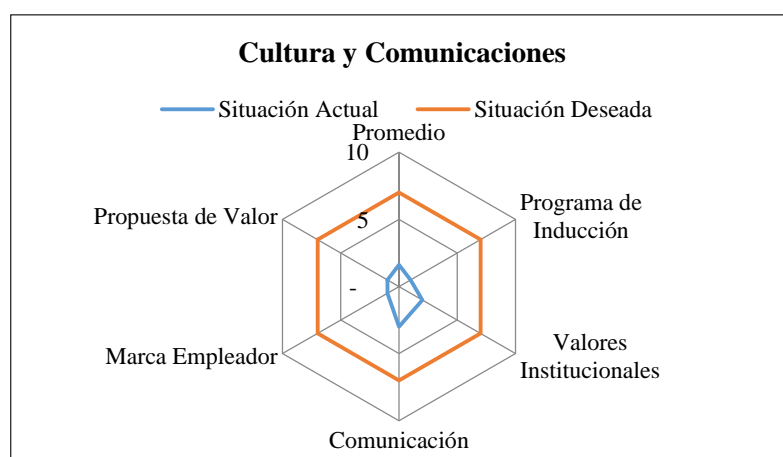 Cultura y Comunicaciones
Situación Actual
Situación Deseada
Promedio
10
Programa de
Inducción
Propuesta de Valor
5
-
Valores
Institucionales
Marca Empleador
Comunicación